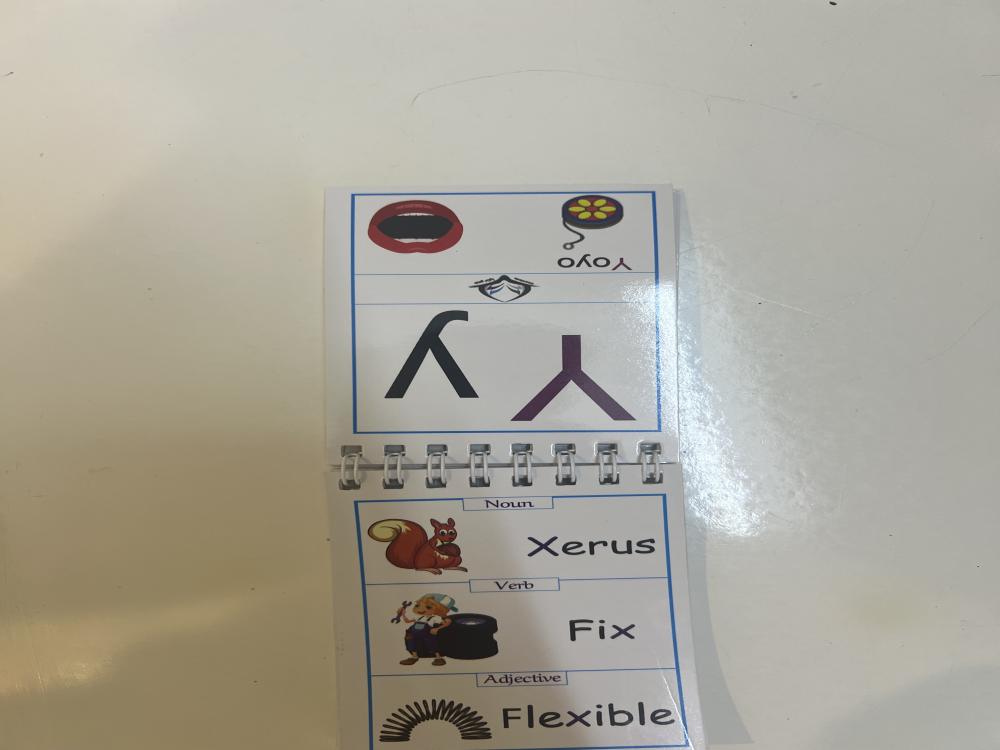 Yoyo
Y y
Noun
Xerus
Verb
Fix
Adjective
Flexible